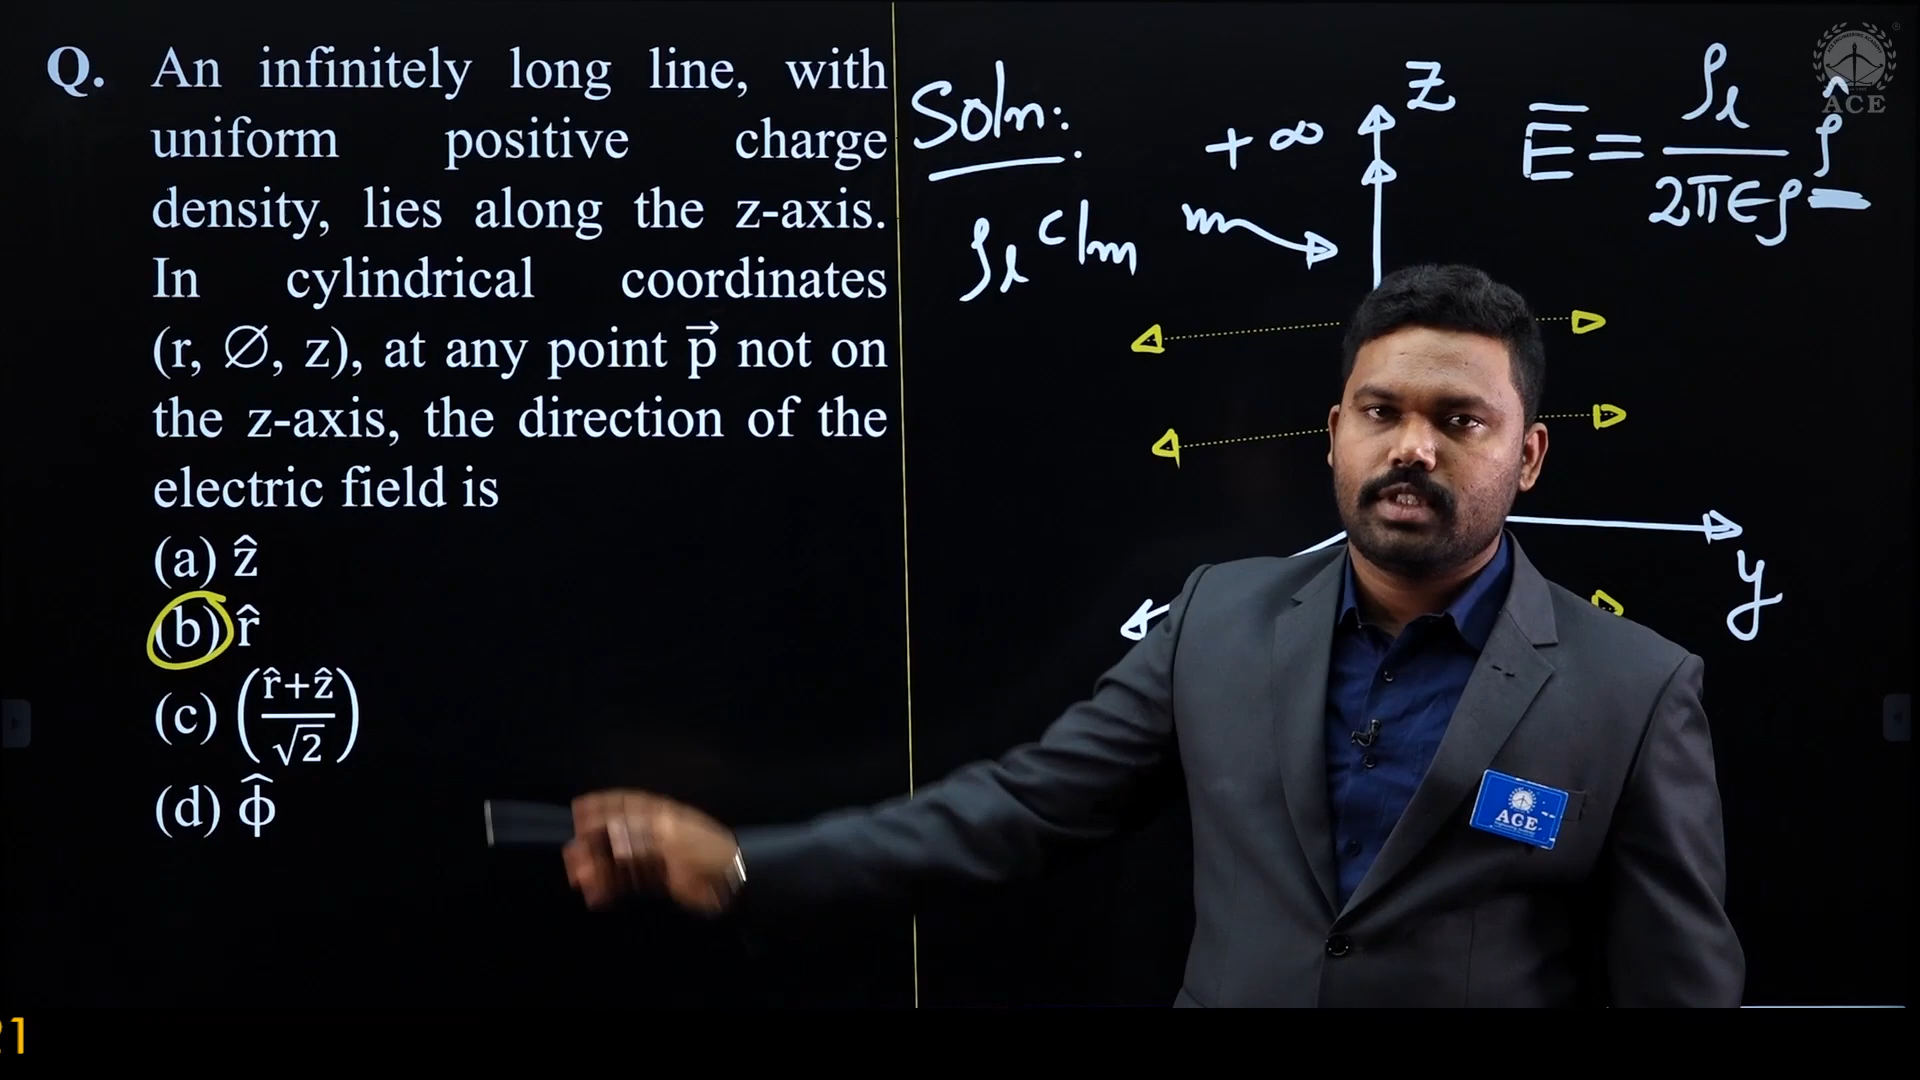 Q. An infinitely long line, with
uniform positive charge
density, lies along the z-axis.
In cylindrical coordinates
(r, ∅, z), at any point p⃗ not on
the z-axis, the direction of the
electric field is
(a) ẑ
(b) r̂
(c) (r̂+ẑ/√2)
(d) ϕ̂
Soln:
ρₗ C/m
+∞
z
E̅ = ρₗ/2π∈ρ ρ̂
y
ACE
ACE
21